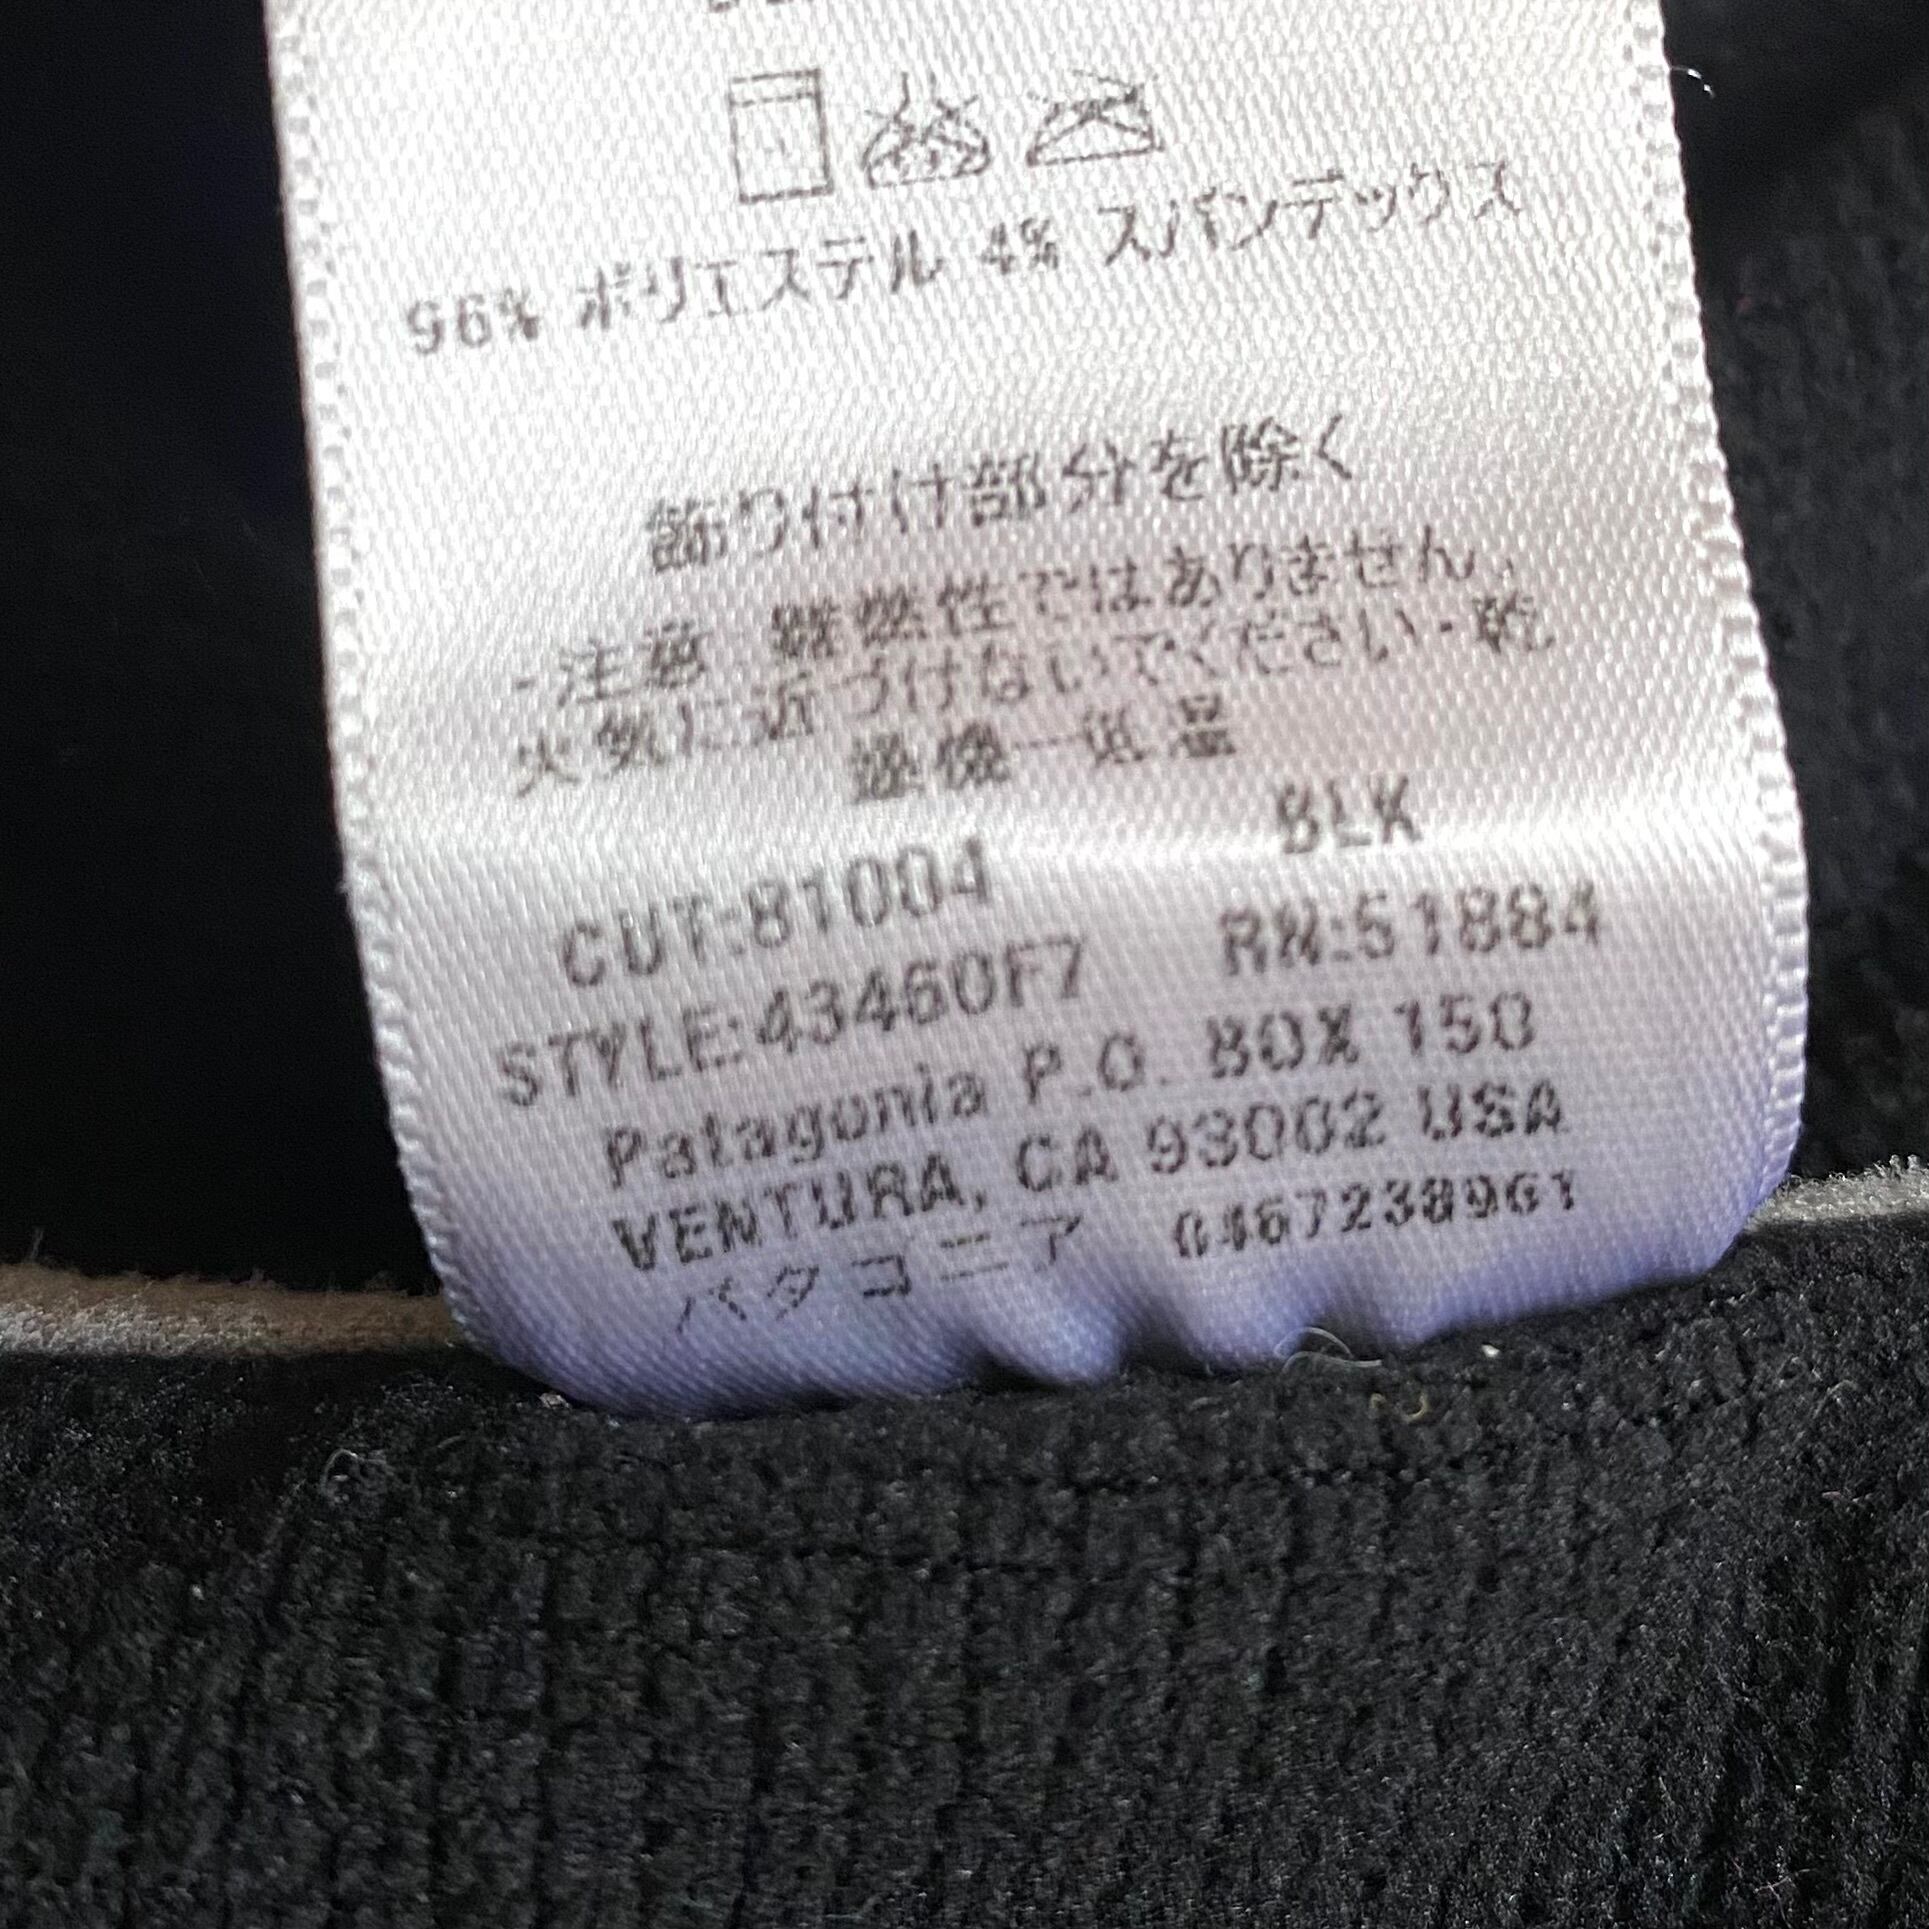 96% ポリエステル 4% スパンデックス
飾り付け部分を除く
-注意 難燃性ではありません。
火気に近づけないでください・乾
燥機一低温
BLK
CUT:81004
STYLE:43460F7 RN:51884
Patagonia P.O. BOX 150
VENTURA, CA 93002 USA
パタゴニア 0467238961